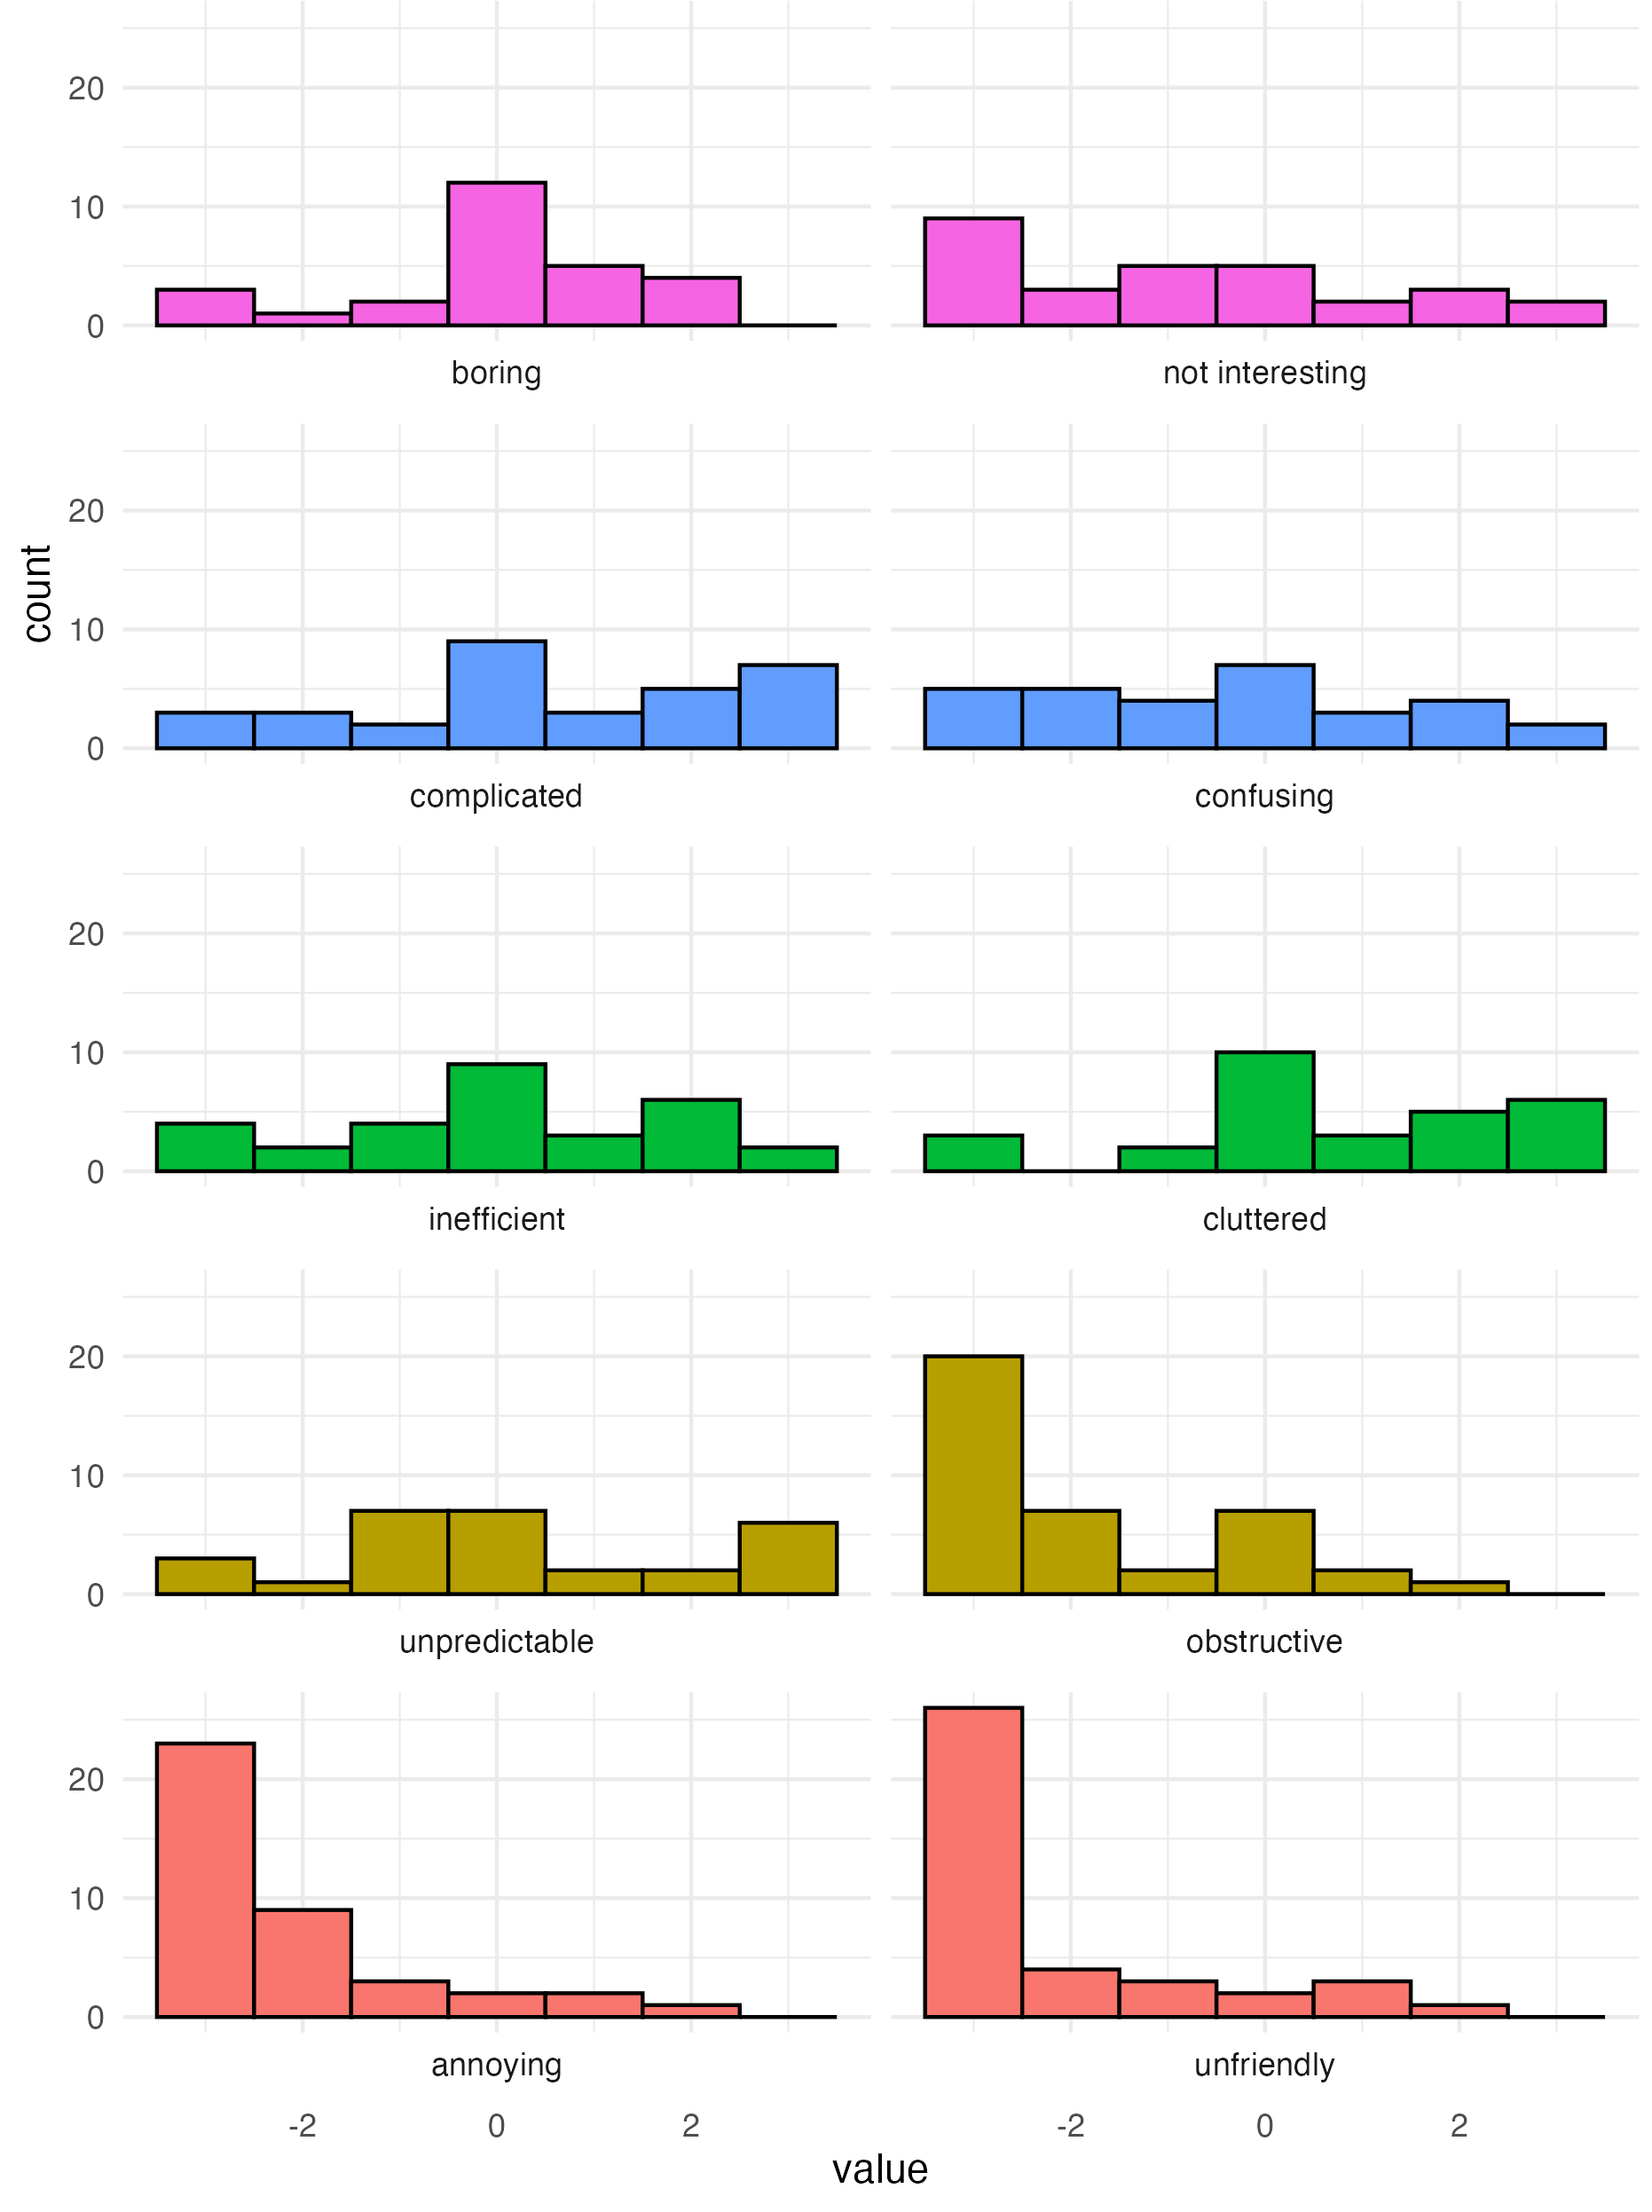 20
10
0
boring
not interesting
20
10
0
complicated
confusing
count
20
10
0
inefficient
cluttered
20
10
0
unpredictable
obstructive
20
10
0
annoying
unfriendly
-2 0 2
-2 0 2
value